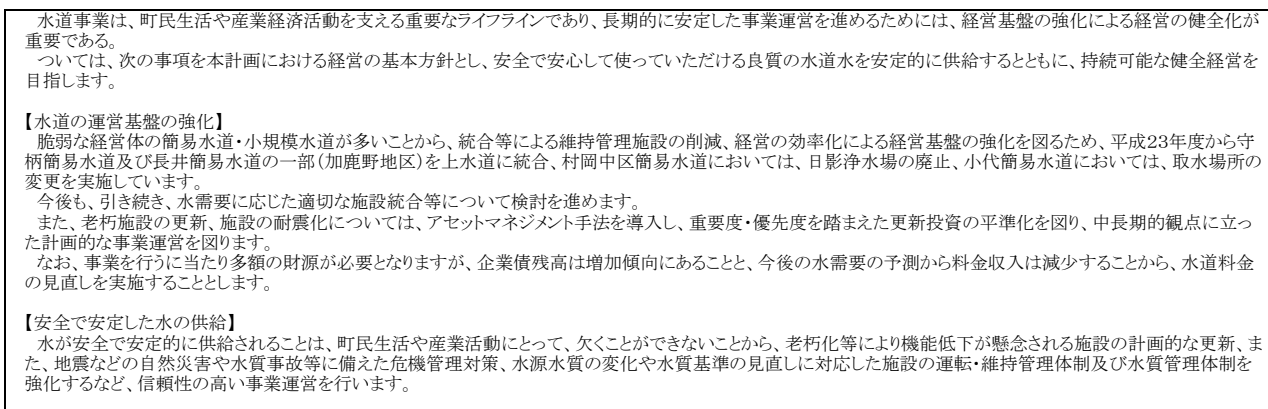 水道事業は、町民生活や産業経済活動を支える重要なライフラインであり、長期的に安定した事業運営を進めるためには、経営基盤の強化による経営の健全化が
重要である。
　ついては、次の事項を本計画における経営の基本方針とし、安全で安心して使っていただける良質の水道水を安定的に供給するとともに、持続可能な健全経営を
目指します。

【水道の運営基盤の強化】
　脆弱な経営体の簡易水道・小規模水道が多いことから、統合等による維持管理施設の削減、経営の効率化による経営基盤の強化を図るため、平成23年度から守
柄簡易水道及び長井簡易水道の一部（加鹿野地区）を上水道に統合、村岡中区簡易水道においては、日影浄水場の廃止、小代簡易水道においては、取水場所の
変更を実施しています。
　今後も、引き続き、水需要に応じた適切な施設統合等について検討を進めます。
　また、老朽施設の更新、施設の耐震化については、アセットマネジメント手法を導入し、重要度・優先度を踏まえた更新投資の平準化を図り、中長期的観点に立っ
た計画的な事業運営を図ります。
　なお、事業を行うに当たり多額の財源が必要となりますが、企業債残高は増加傾向にあることと、今後の水需要の予測から料金収入は減少することから、水道料金
の見直しを実施することとします。

【安全で安定した水の供給】
　水が安全で安定的に供給されることは、町民生活や産業活動にとって、欠くことができないことから、老朽化等により機能低下が懸念される施設の計画的な更新、ま
た、地震などの自然災害や水質事故等に備えた危機管理対策、水源水質の変化や水質基準の見直しに対応した施設の運転・維持管理体制及び水質管理体制を
強化するなど、信頼性の高い事業運営を行います。